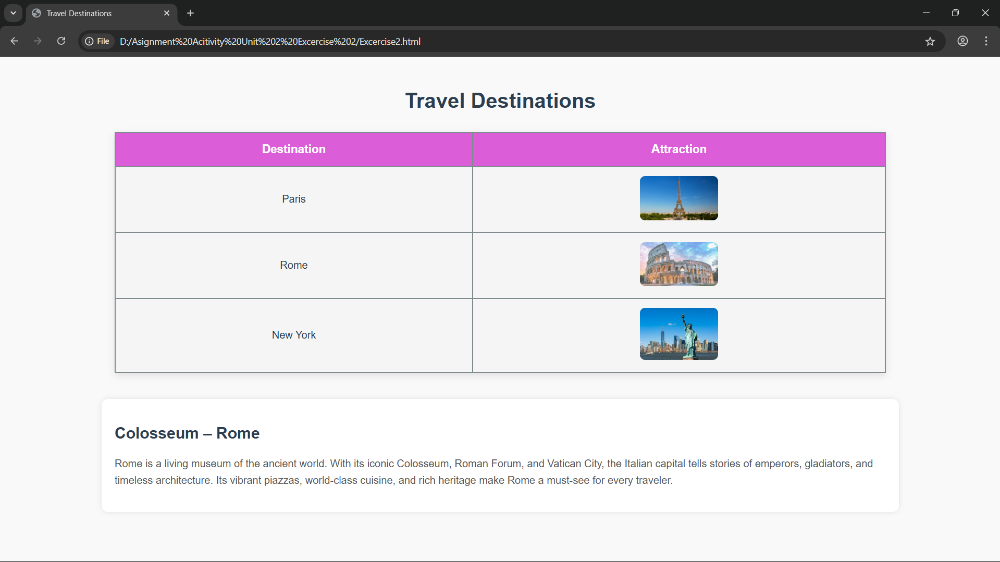 Travel Destinations
File
D:/Asignment%20Acitivity%20Unit%202%20Excercise%202/Excercise2.html
Travel Destinations
Destination
Attraction
Paris
Rome
New York
Colosseum – Rome
Rome is a living museum of the ancient world. With its iconic Colosseum, Roman Forum, and Vatican City, the Italian capital tells stories of emperors, gladiators, and
timeless architecture. Its vibrant piazzas, world-class cuisine, and rich heritage make Rome a must-see for every traveler.